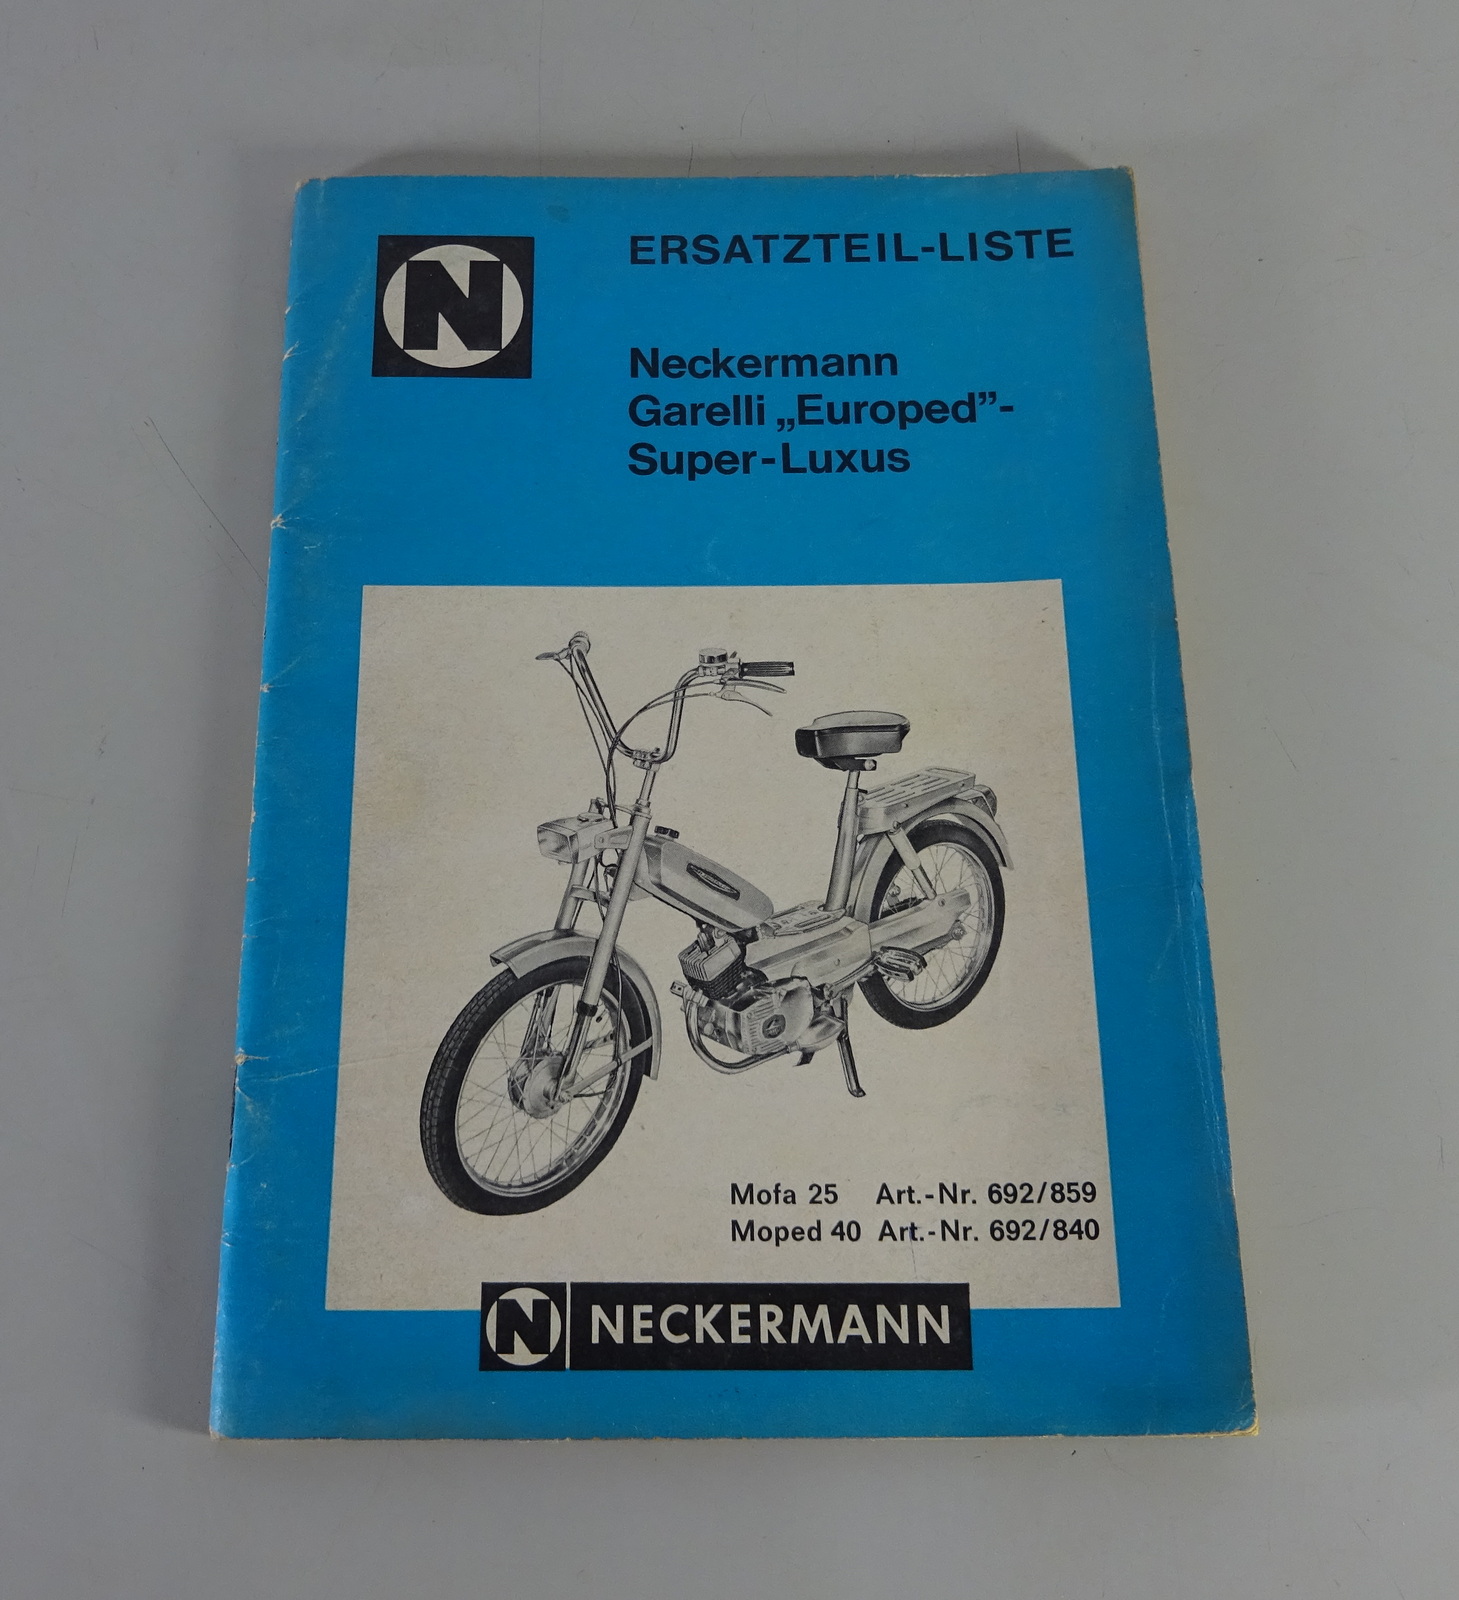 N
ERSATZTEIL-LISTE
Neckermann
Garelli „Europed”-
Super-Luxus
Mofa 25 Art.-Nr. 692/859
Moped 40 Art.-Nr. 692/840
N NECKERMANN